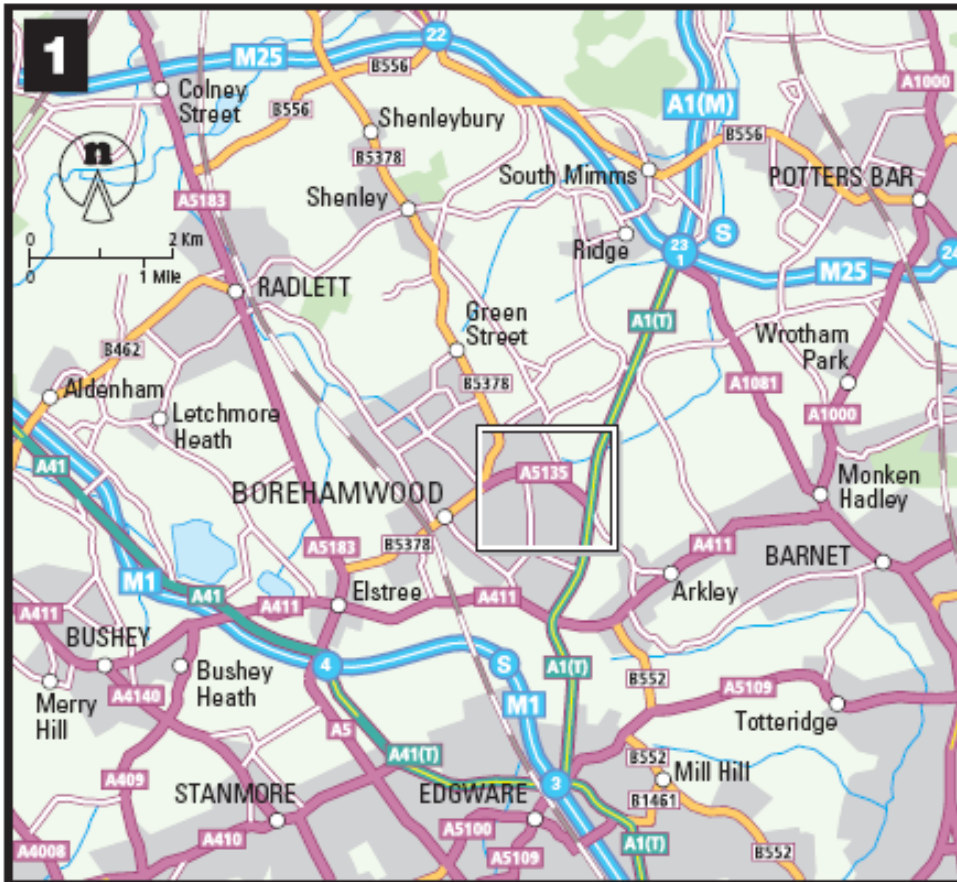 1
22
M25
B556
A1000
Colney
Street
B556
A1(M)
Shenleybury
B556
B5378
South Mimms
POTTERS BAR
n
A5183
Shenley
0 2 Km
0 1 Mile
S
Ridge
23
1
24
M25
RADLETT
A1(T)
Green
Street
Wrotham
Park
B462
B5378
A1081
Aldenham
A1000
Letchmore
Heath
A41
A5135
Monken
Hadley
BOREHAMWOOD
A5183
B5378
A411
BARNET
M1
A41
A411
Elstree
A411
Arkley
A411
BUSHEY
4
S
A1(T)
B552
Bushey
Heath
Merry
Hill
A4140
M1
A5109
A5
Totteridge
A41(T)
B552
A409
3
Mill Hill
STANMORE
EDGWARE
B1461
A410
A5100
A4008
A5109
A1(T)
B552